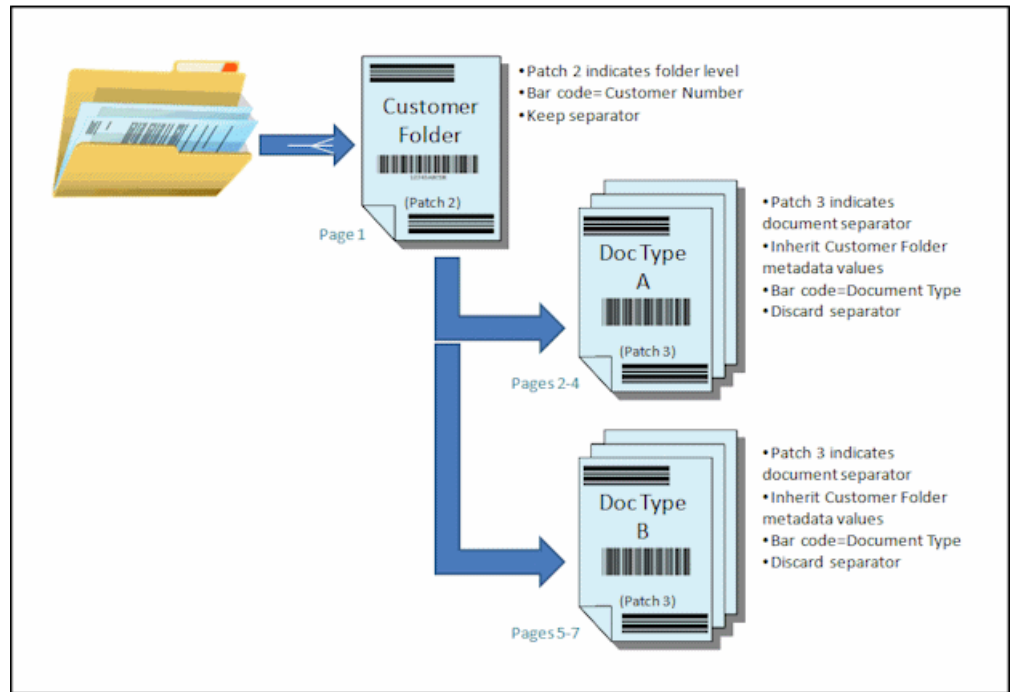 Customer
Folder
(Patch 2)
Page 1
•Patch 2 indicates folder level
•Bar code= Customer Number
•Keep separator
Doc Type
A
(Patch 3)
Pages 2-4
•Patch 3 indicates
document separator
•Inherit Customer Folder
metadata values
•Bar code=Document Type
•Discard separator
Doc Type
B
(Patch 3)
Pages 5-7
•Patch 3 indicates
document separator
•Inherit Customer Folder
metadata values
•Bar code=Document Type
•Discard separator